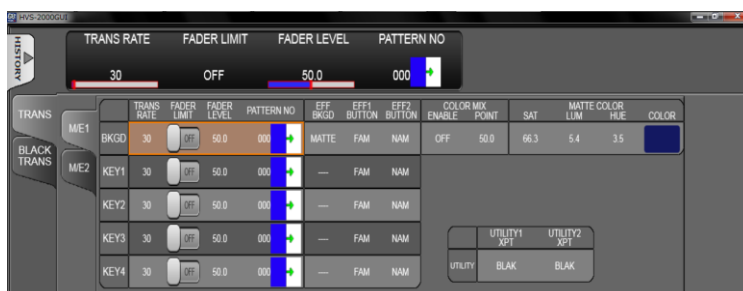 HVS-2000GUI
HISTORY
TRANS RATE FADER LIMIT FADER LEVEL PATTERN NO
30 OFF 50.0 000
TRANS
BLACK TRANS
M/E1
M/E2
TRANS RATE FADER LIMIT FADER LEVEL PATTERN NO EFF BKGD EFF1 BUTTON EFF2 BUTTON COLOR MIX ENABLE POINT MATTE COLOR SAT LUM HUE COLOR
BKGD 30 OFF 50.0 000 MATTE FAM NAM OFF 50.0 66.3 5.4 3.5
KEY1 30 OFF 50.0 000 — FAM NAM
KEY2 30 OFF 50.0 000 — FAM NAM
KEY3 30 OFF 50.0 000 — FAM NAM
KEY4 30 OFF 50.0 000 — FAM NAM
UTILITY1 XPT UTILITY2 XPT
UTILITY BLAK BLAK